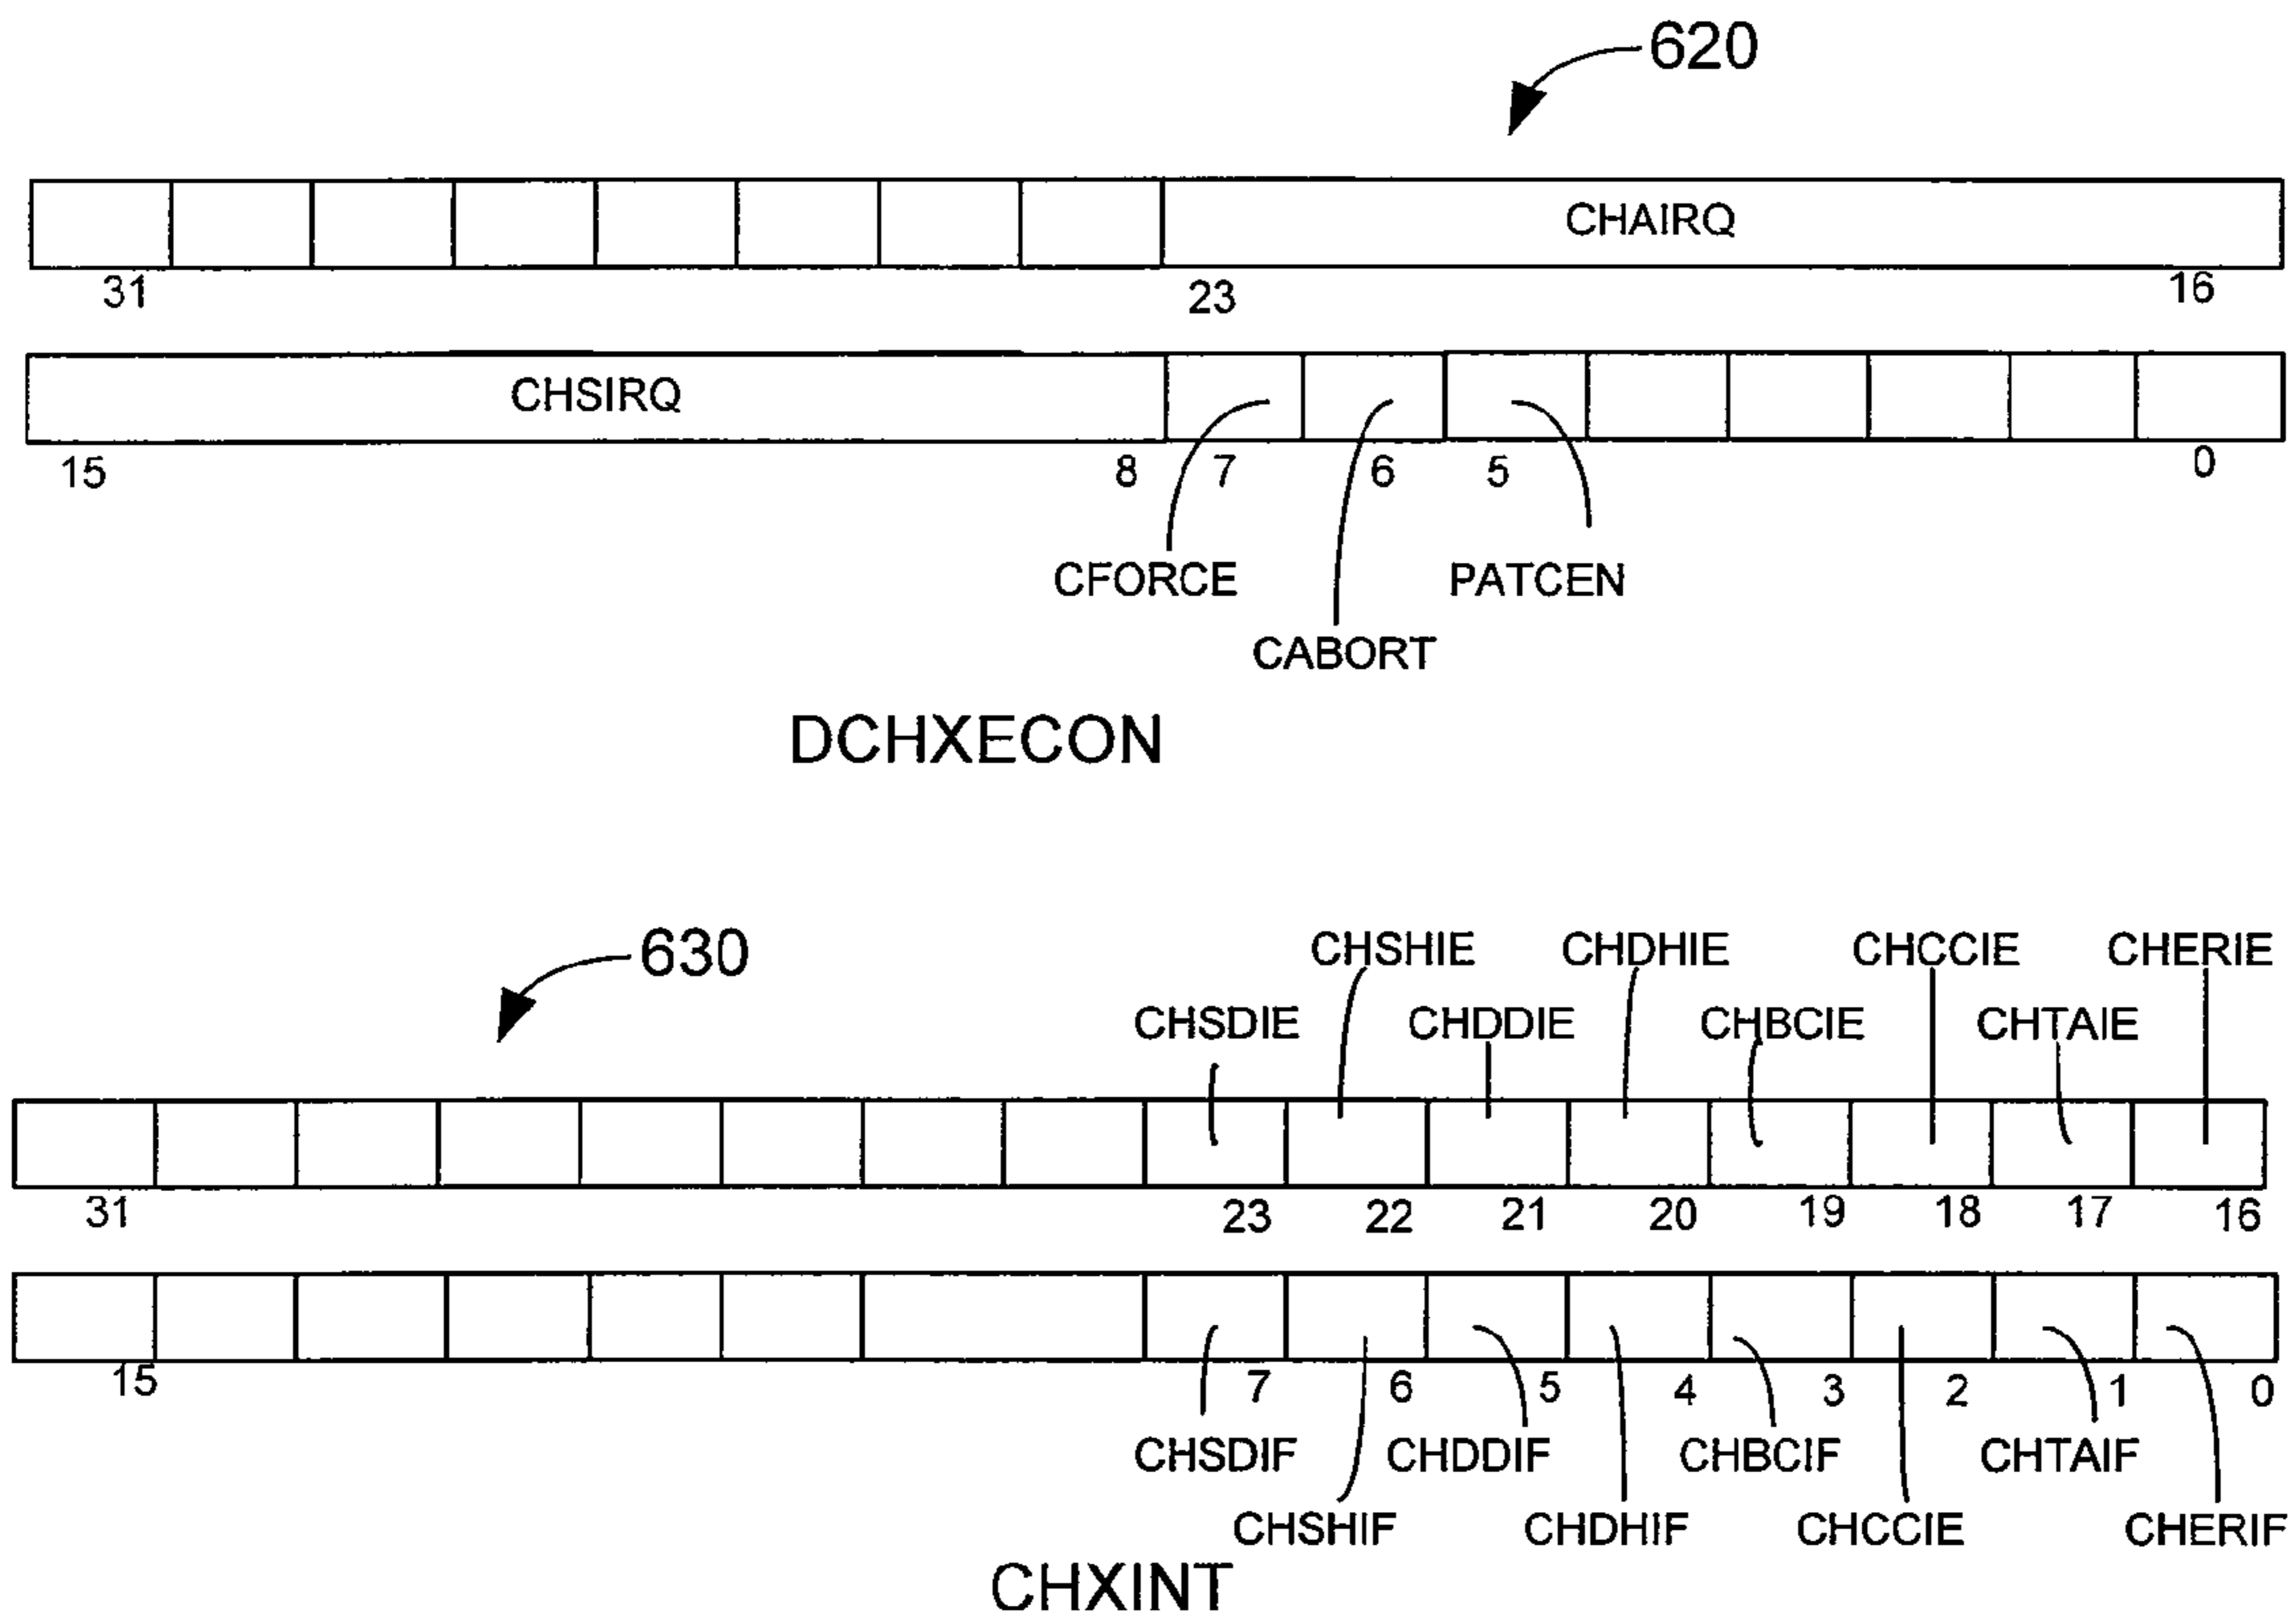 620
CHAIRQ
31 23 16
CHSIRQ
15 8 7 6 5 0
CFORCE PATCEN
CABORT
DCHXECON
630
CHSHIE CHDHIE CHCCIE CHERIE
CHSDIE CHDDIE CHBCIE CHTAIE
31 23 22 21 20 19 18 17 16
15 7 6 5 4 3 2 1 0
CHSDIF CHDDIF CHBCIF CHTAIF
CHSHIF CHDHIF CHCCIE CHERIF
CHXINT